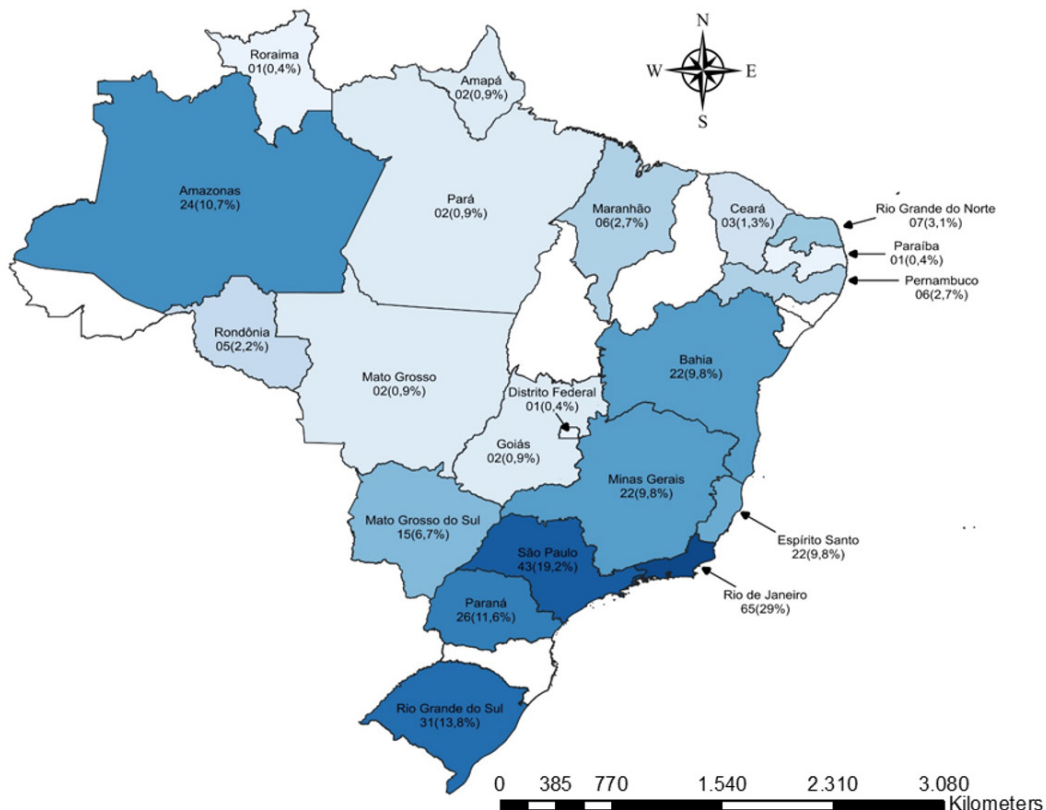 N
W
E
S
Roraima
01(0,4%)
Amapá
02(0,9%)
Amazonas
24(10,7%)
Pará
02(0,9%)
Maranhão
06(2,7%)
Ceará
03(1,3%)
Rio Grande do Norte
07(3,1%)
Paraíba
01(0,4%)
Pernambuco
06(2,7%)
Rondônia
05(2,2%)
Mato Grosso
02(0,9%)
Distrito Federal
01(0,4%)
Bahia
22(9,8%)
Goiás
02(0,9%)
Minas Gerais
22(9,8%)
Mato Grosso do Sul
15(6,7%)
São Paulo
43(19,2%)
Espírito Santo
22(9,8%)
Rio de Janeiro
65(29%)
Paraná
26(11,6%)
Rio Grande do Sul
31(13,8%)
0 385 770 1.540 2.310 3.080
Kilometers